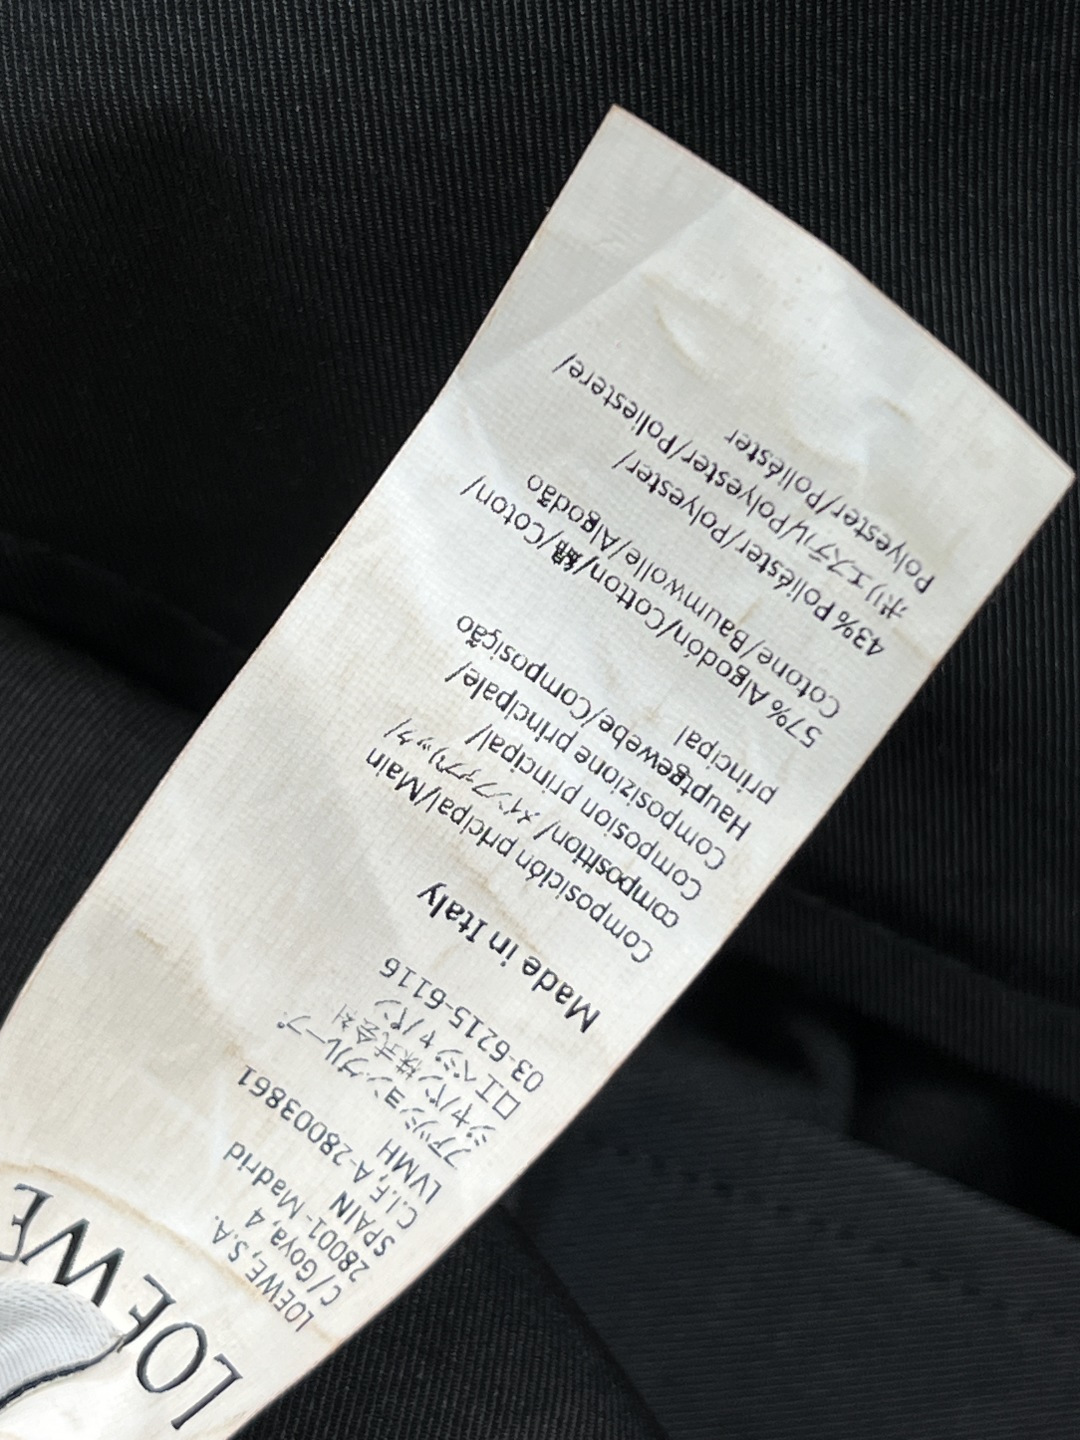 LOEWE
LOEWE, S.A.
C/ Goya, 4
28001- Madrid
SPAIN
C.I.F, A-28003861
LVMH
ファッショングループ
ジャパン株式会社
ロエベジャパン
03-6215-6116
Made in Italy
Composición pricipal/Main
composition/メインファブリック/
Composion principal/
Composizione principale/
Hauptgewebe/Composição
principal
57% Algodón/Cotton/綿/Coton/
Cotone/Baumwolle/Algodão
43% Poliéster/Polyester/
ポリエステル/Polyester/Poliestere/
Polyester/Poliéster